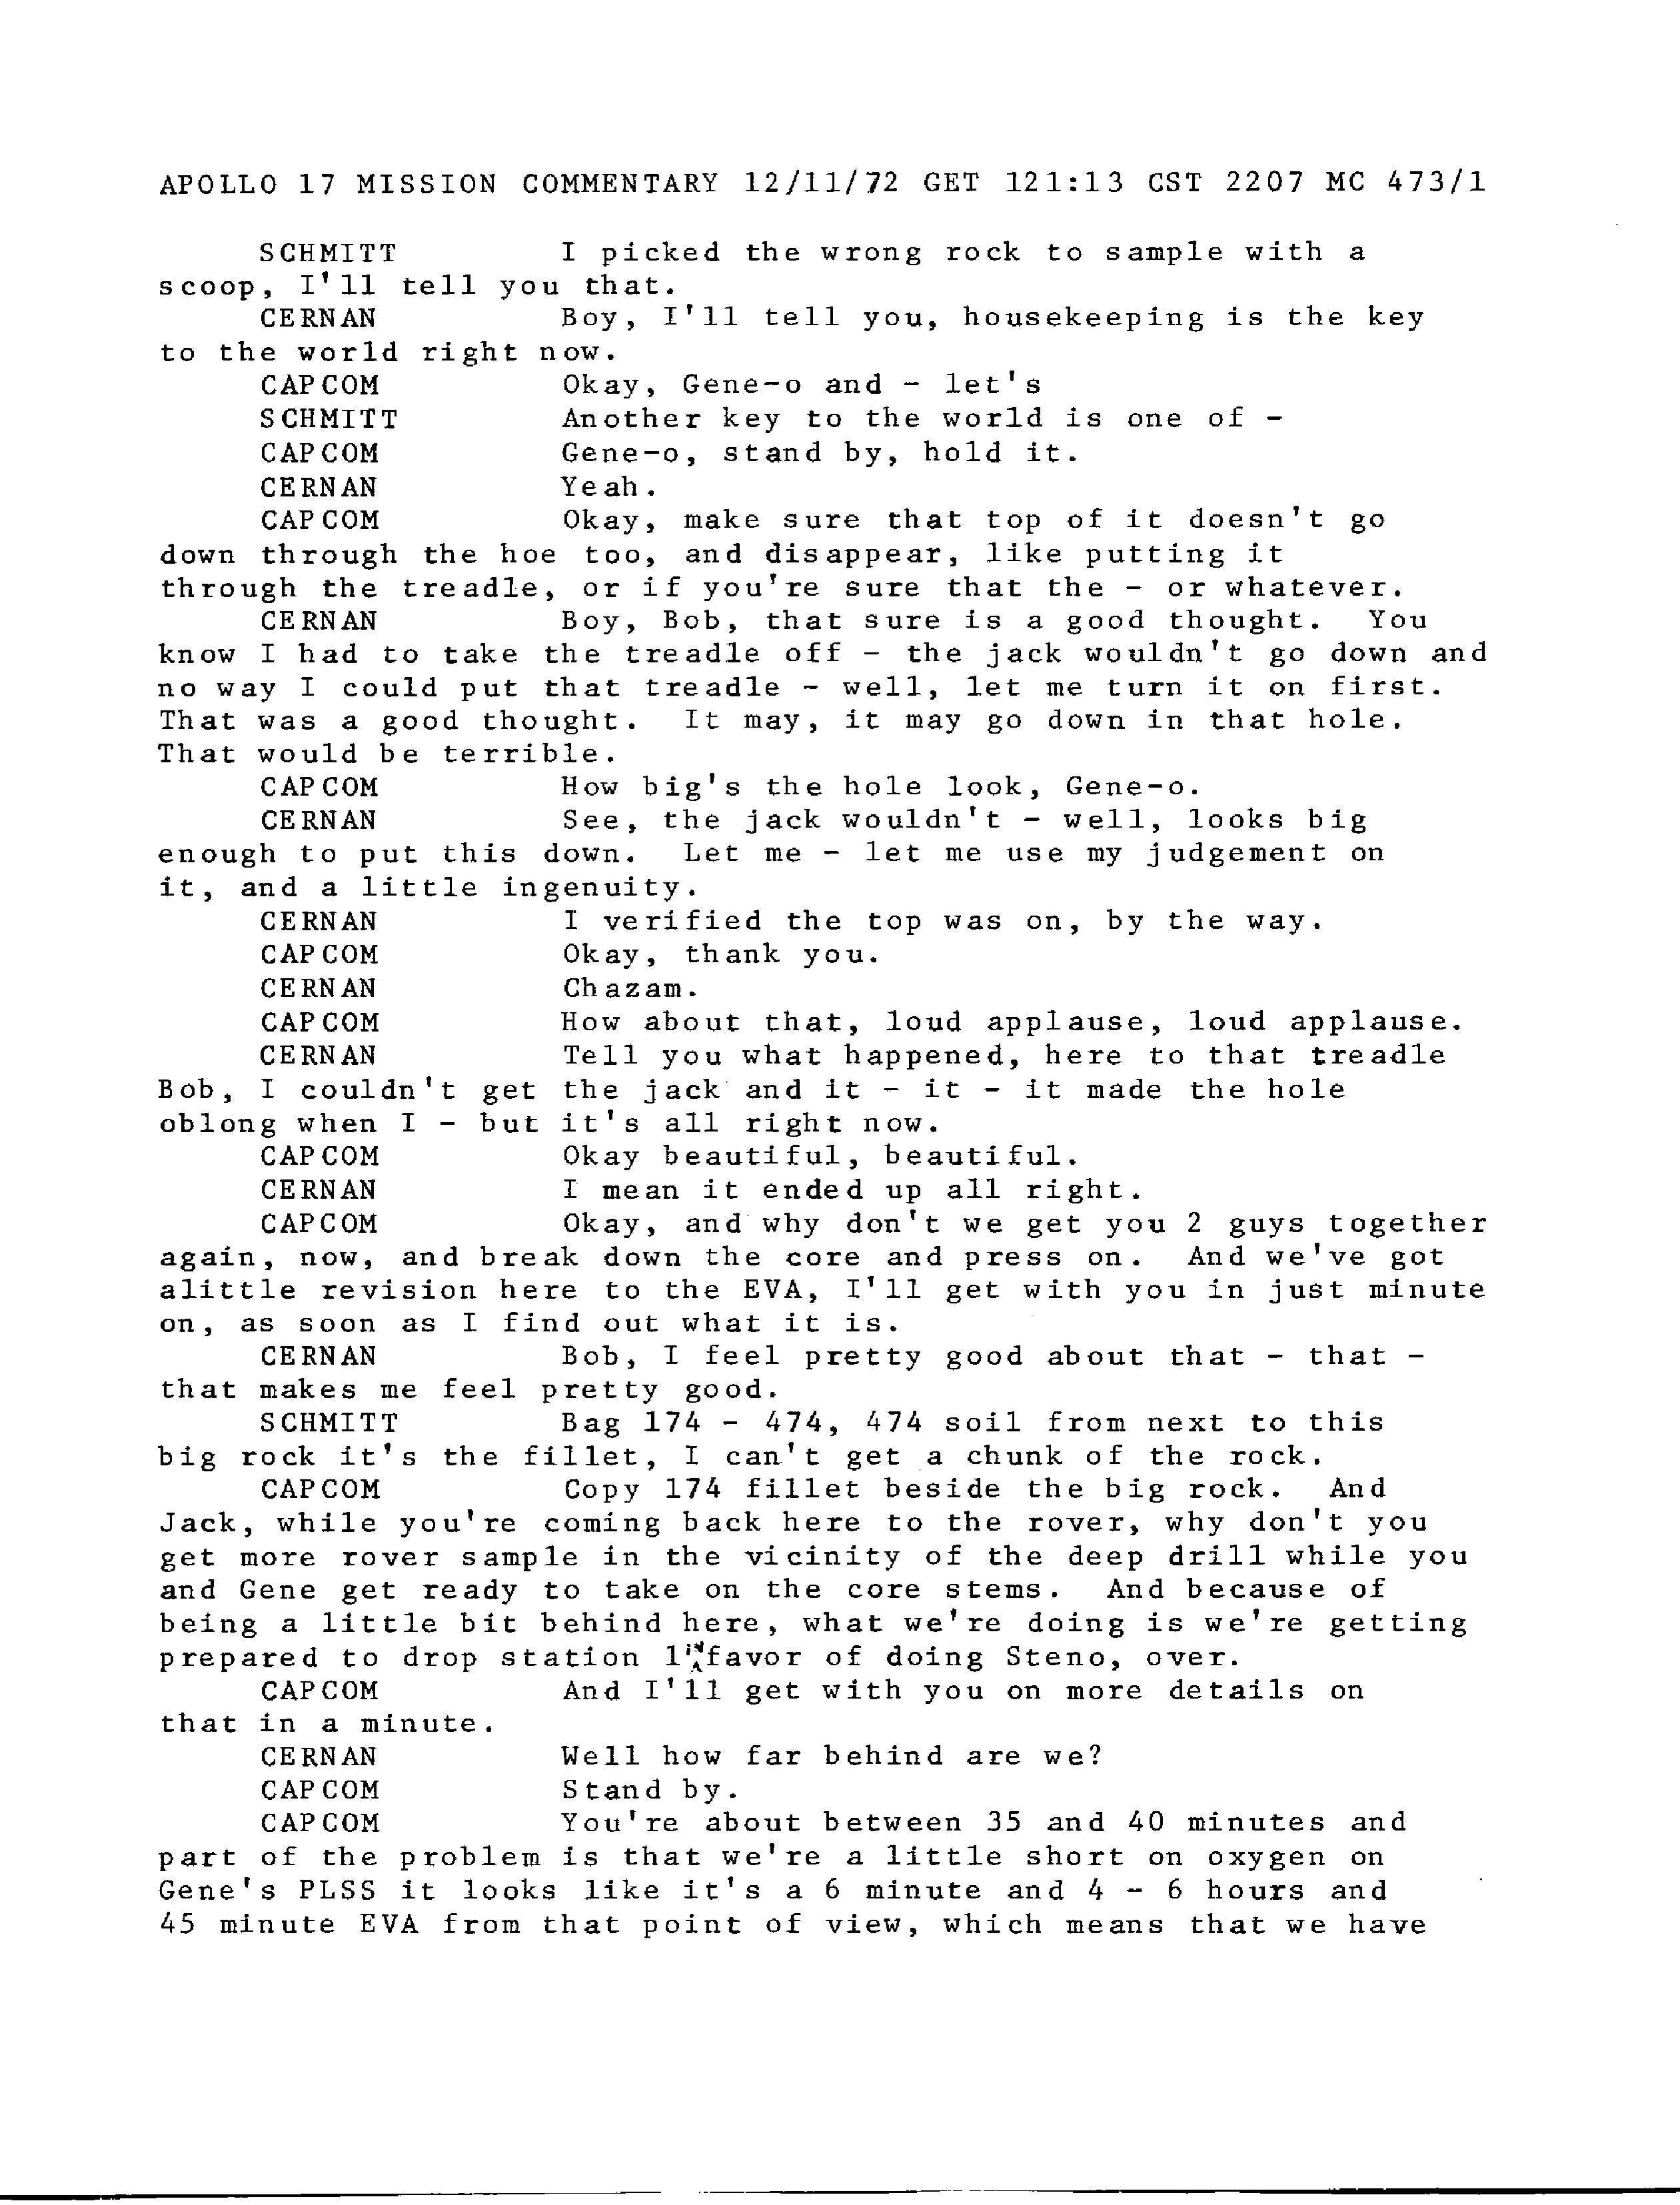 APOLLO 17 MISSION COMMENTARY 12/11/72 GET 121:13 CST 2207 MC 473/1
SCHMITT I picked the wrong rock to sample with a
scoop, I'll tell you that.
CERNAN Boy, I'll tell you, housekeeping is the key
to the world right now.
CAPCOM Okay, Gene-o and - let's
SCHMITT Another key to the world is one of -
CAPCOM Gene-o, stand by, hold it.
CERNAN Yeah.
CAPCOM Okay, make sure that top of it doesn't go
down through the hoe too, and disappear, like putting it
through the treadle, or if you're sure that the - or whatever.
CERNAN Boy, Bob, that sure is a good thought. You
know I had to take the treadle off - the jack wouldn't go down and
no way I could put that treadle - well, let me turn it on first.
That was a good thought. It may, it may go down in that hole.
That would be terrible.
CAPCOM How big's the hole look, Gene-o.
CERNAN See, the jack wouldn't - well, looks big
enough to put this down. Let me - let me use my judgement on
it, and a little ingenuity.
CERNAN I verified the top was on, by the way.
CAPCOM Okay, thank you.
CERNAN Chazam.
CAPCOM How about that, loud applause, loud applause.
CERNAN Tell you what happened, here to that treadle
Bob, I couldn't get the jack and it - it - it made the hole
oblong when I - but it's all right now.
CAPCOM Okay beautiful, beautiful.
CERNAN I mean it ended up all right.
CAPCOM Okay, and why don't we get you 2 guys together
again, now, and break down the core and press on. And we've got
alittle revision here to the EVA, I'll get with you in just minute
on, as soon as I find out what it is.
CERNAN Bob, I feel pretty good about that - that -
that makes me feel pretty good.
SCHMITT Bag 174 - 474, 474 soil from next to this
big rock it's the fillet, I can't get a chunk of the rock.
CAPCOM Copy 174 fillet beside the big rock. And
Jack, while you're coming back here to the rover, why don't you
get more rover sample in the vicinity of the deep drill while you
and Gene get ready to take on the core stems. And because of
being a little bit behind here, what we're doing is we're getting
prepared to drop station 1 in favor of doing Steno, over.
CAPCOM And I'll get with you on more details on
that in a minute.
CERNAN Well how far behind are we?
CAPCOM Stand by.
CAPCOM You're about between 35 and 40 minutes and
part of the problem is that we're a little short on oxygen on
Gene's PLSS it looks like it's a 6 minute and 4 - 6 hours and
45 minute EVA from that point of view, which means that we have